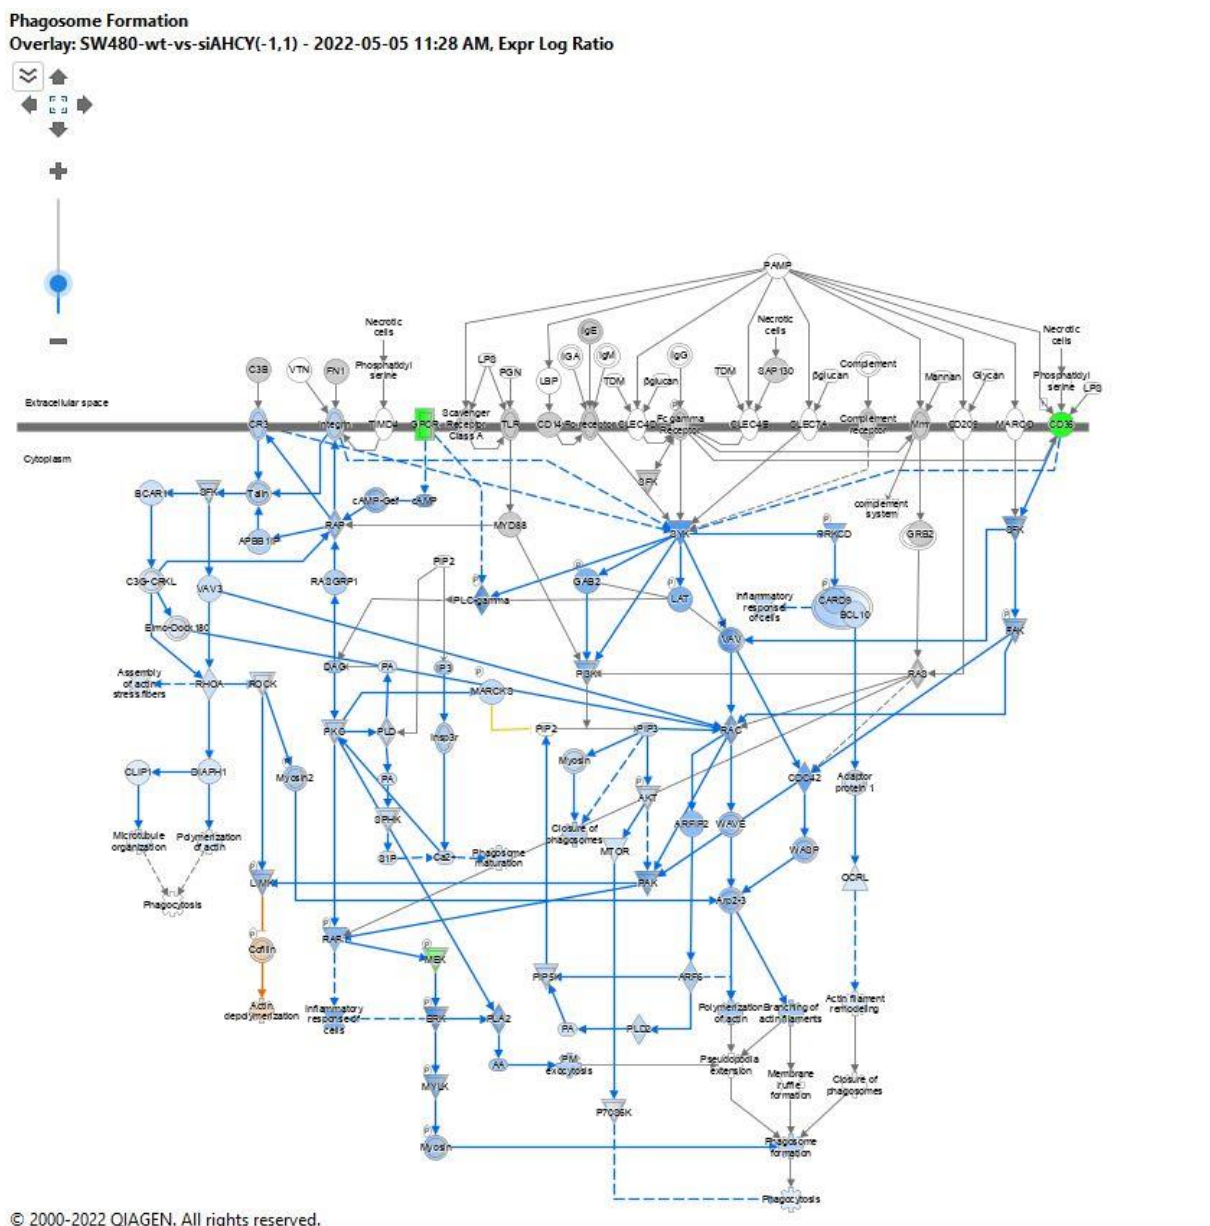 Phagosome Formation
Overlay: SW480-wt-vs-siAHCY(-1,1) - 2022-05-05 11:28 AM, Expr Log Ratio
PAMP
Necrotic
cells
IgE
Necrotic
cells
Necrotic
cells
LPS
IGA
IgM
IgG
C3B
VTN
FN1
Phosphatidyl
serine
PGN
LBP
TDM
βglucan
TDM
SAP130
βglucan
Complement
Mannan
Glycan
Phosphatidyl
serine
LPS
Extracellular space
CR3
Integrin
TIMD4
GPCR
Scavenger
Receptor
Class A
TLR
CD14
Fc gamma
Receptor
CLEC7A
Complement
receptor
CD36
Cytoplasm
BCAR1
SFK
Talin
cAMP-Gef
cAMP
SFK
complement
system
APBB1IP
RAP
MYD88
SYK
PRKCD
GRB2
SFK
C3G-CRKL
VAV3
RASGRP1
PIP2
PLC gamma
GAB2
LAT
Inflammatory
response
of cells
CARD9
BCL10
Elmo-Dock180
VAV
FAK
Assembly
of actin
stress fibers
RHOA
ROCK
DAG
PA
IP3
MARCKS
PI3K
RAS
PKC
PLD
Insp3r
PIP2
PIP3
RAC
CLIP1
DIAPH1
Myosin2
PA
Myosin
AKT
CDC42
Adaptor
protein 1
Microtubule
organization
Polymerization
of actin
SPHK
Closure of
phagosomes
MTOR
ARFIP2
WAVE
WASP
S1P
Ca2+
Phagosome
maturation
Phagocytosis
LIMK
PAK
Arp2-3
OCRL
Cofilin
RAF1
MEK
PIP5K
ARF6
Actin
depolymerization
Inflammatory
response of
cells
ERK
PLA2
PA
PLD2
Polymerization
of actin
Branching of
actin filaments
Actin filament
remodeling
AA
PM
exocytosis
Pseudopodia
extension
MYLK
Membrane
ruffle
formation
Closure of
phagosomes
P70S6K
Myosin
Phagosome
formation
Phagocytosis
© 2000-2022 QIAGEN. All rights reserved.